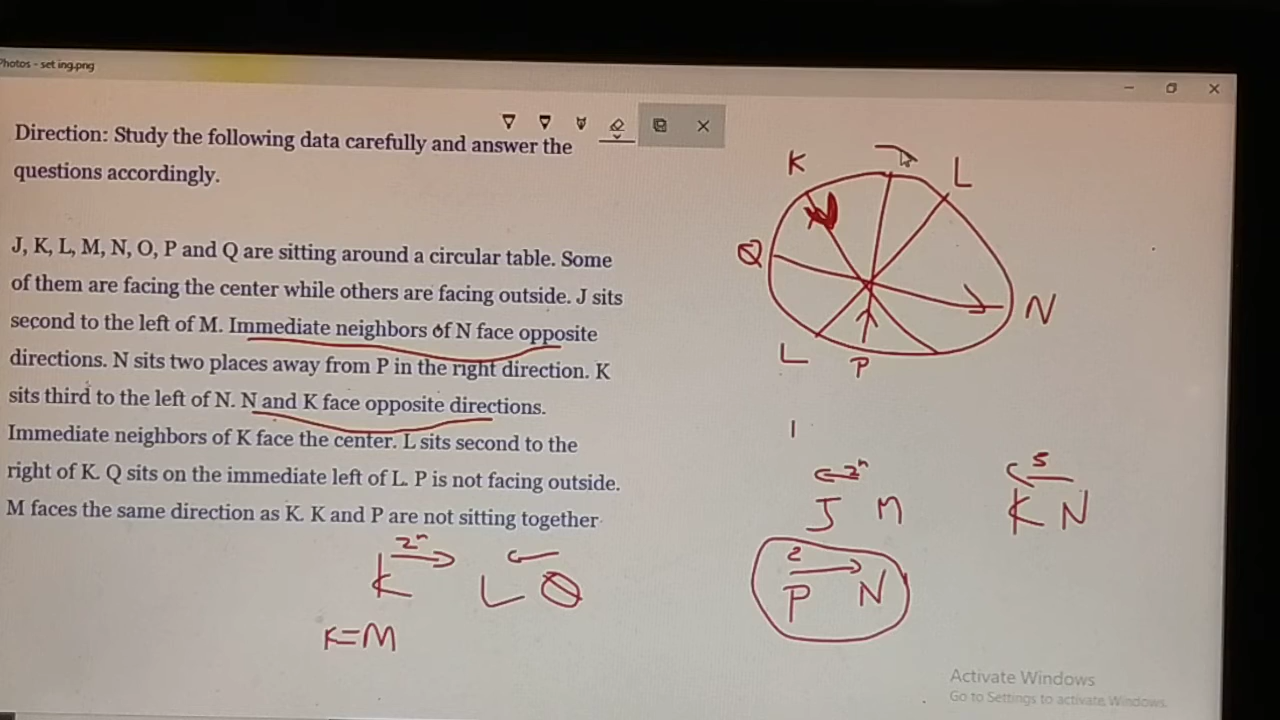 Photos - set ing.png
Direction: Study the following data carefully and answer the
questions accordingly.
J, K, L, M, N, O, P and Q are sitting around a circular table. Some
of them are facing the center while others are facing outside. J sits
second to the left of M. Immediate neighbors of N face opposite
directions. N sits two places away from P in the right direction. K
sits third to the left of N. N and K face opposite directions.
Immediate neighbors of K face the center. L sits second to the
right of K. Q sits on the immediate left of L. P is not facing outside.
M faces the same direction as K. K and P are not sitting together
K L
Q N
L P
J M
K N
P N
K L Q
K=M
Activate Windows
Go to Settings to activate Windows.